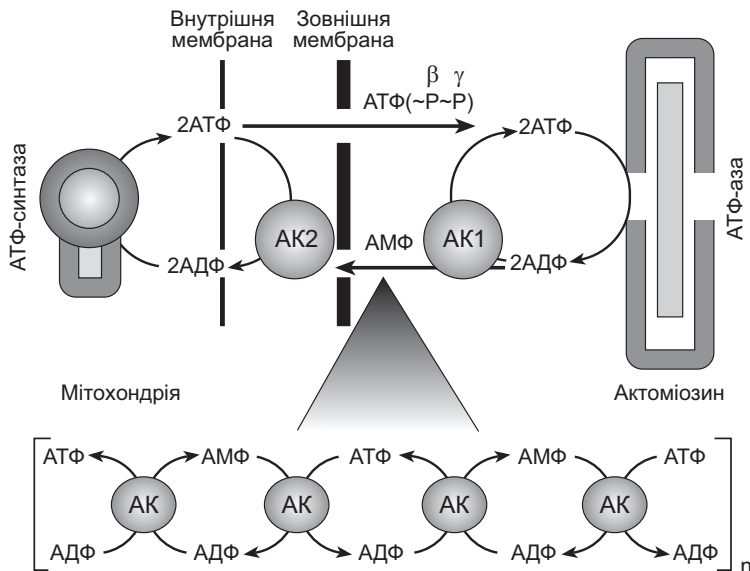 Внутрішня
мембрана
Зовнішня
мембрана
β γ
АТФ(~P~P)
2АТФ
2АТФ
АТФ-синтаза
АК2
АМФ
АК1
АТФ-аза
2АДФ
2АДФ
Мітохондрія
Актоміозин
АТФ АМФ АТФ АМФ АТФ
АК АК АК АК
АДФ АДФ АДФ АДФ АДФ
n